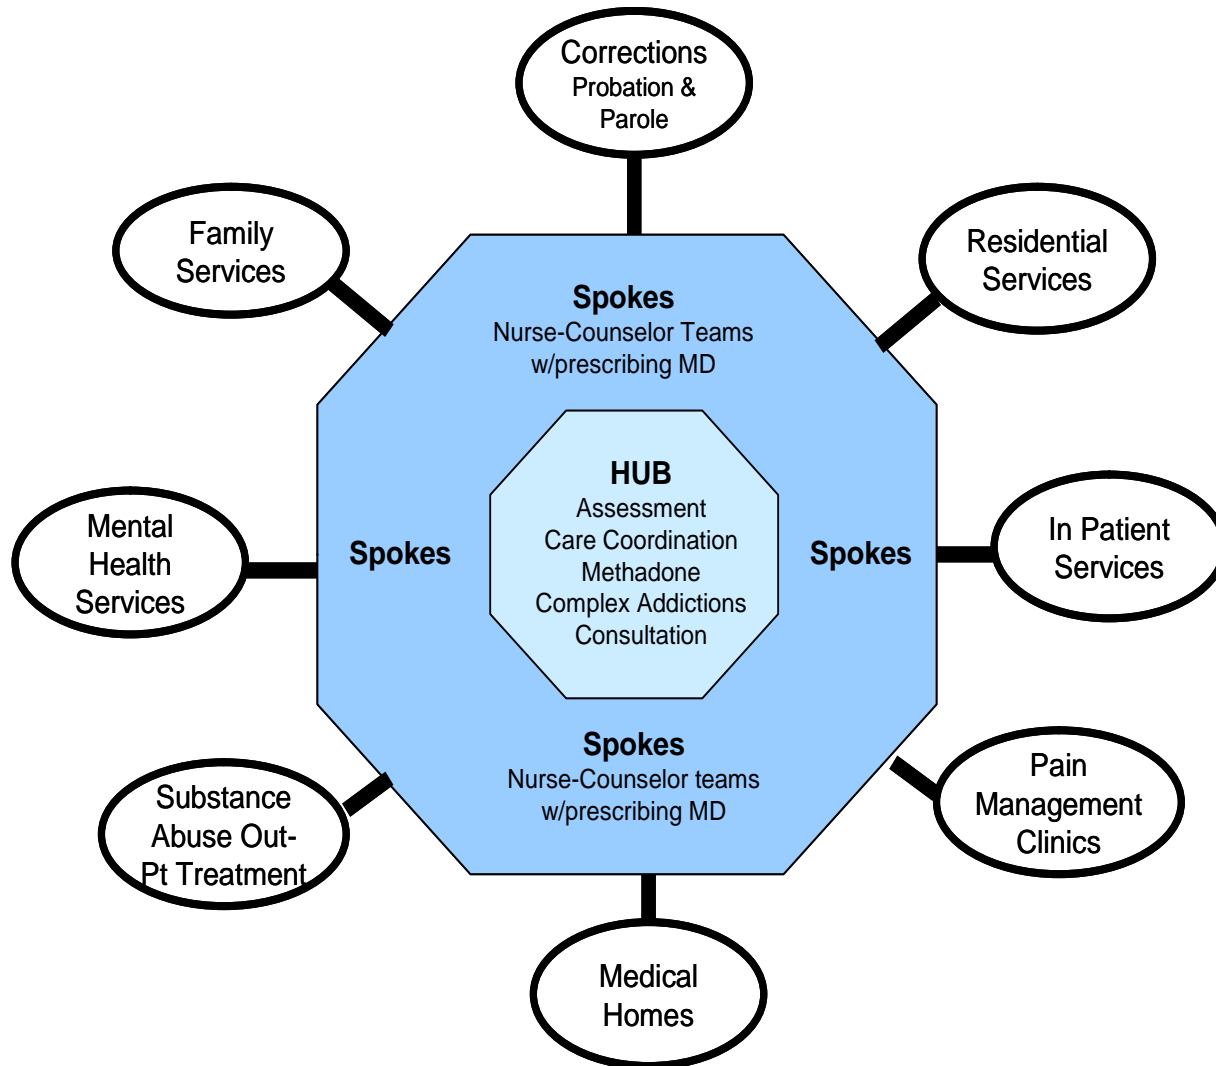 Corrections
Probation &
Parole
Family
Services
Residential
Services
Spokes
Nurse-Counselor Teams
w/prescribing MD
HUB
Assessment
Care Coordination
Methadone
Complex Addictions
Consultation
Mental
Health
Services
Spokes
Spokes
In Patient
Services
Spokes
Nurse-Counselor teams
w/prescribing MD
Substance
Abuse Out-
Pt Treatment
Pain
Management
Clinics
Medical
Homes